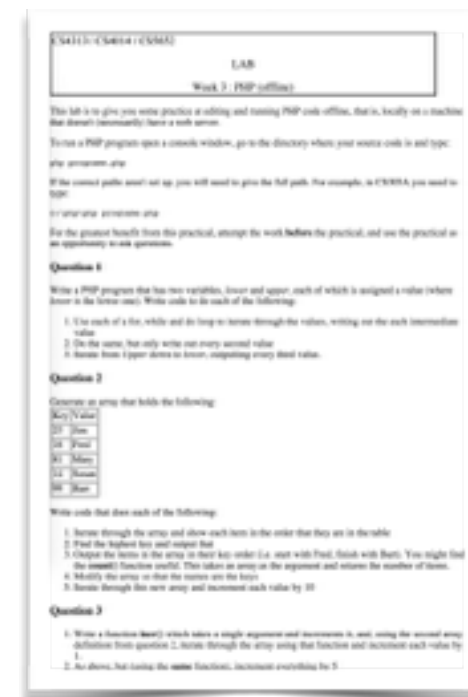 CS4313 / CS4014 / CS5652
LAB
Week 3 : PHP (offline)
This lab is to give you some practice at editing and running PHP code offline, that is, locally on a machine
that doesn't (necessarily) have a web server.
To run a PHP program open a console window, go to the directory where your source code is and type:
php
If the correct paths aren't set up, you will need to give the full path. For example, in you need to
type:
For the greatest benefit from this practical, attempt the work before the practical, and use the practical as
an opportunity to ask questions.
Question 1
Write a PHP program that has two variables, lower and upper, each of which is assigned a value (where
lower is the lower one). Write code to do each of the following:
1. Use each of a for, while and do loop to iterate through the values, writing out the each intermediate
value
2. Do the same, but only write out every second value
3. Iterate from Upper down to lower, outputting every third value.
Question 2
Generate an array that holds the following:
Key Value
Jim
Fred
Mary
Susan
Bart
Write code that does each of the following:
1. Iterate through the array and show each item in the order that they are in the table
2. Find the highest key and output that
3. Output the items in the array in their key order (i.e. start with Fred, finish with Bart). You might find
the count() function useful. This takes an array as the argument and returns the number of items.
4. Modify the array so that the names are the keys
5. Iterate through this new array and increment each value by 10
Question 3
1. Write a function inc() which takes a single argument and increments it, and, using the second array
definition from question 2, iterate through the array using that function and increment each value by
1.
2. As above, but (using the same function), increment everything by 5